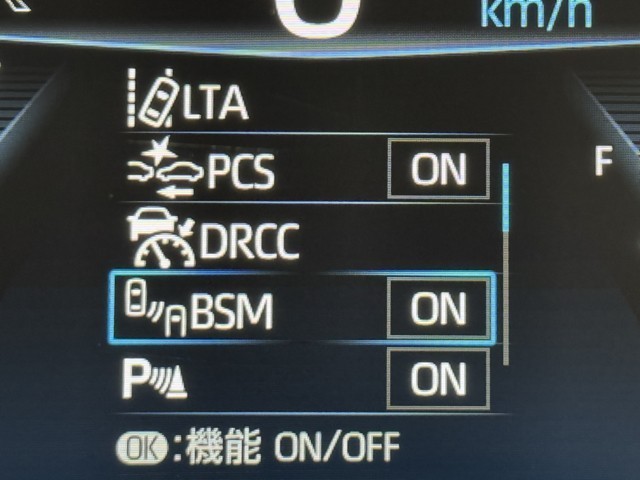 km/h
LTA
PCS ON
F
DRCC
BSM ON
P ON
OK:機能 ON/OFF